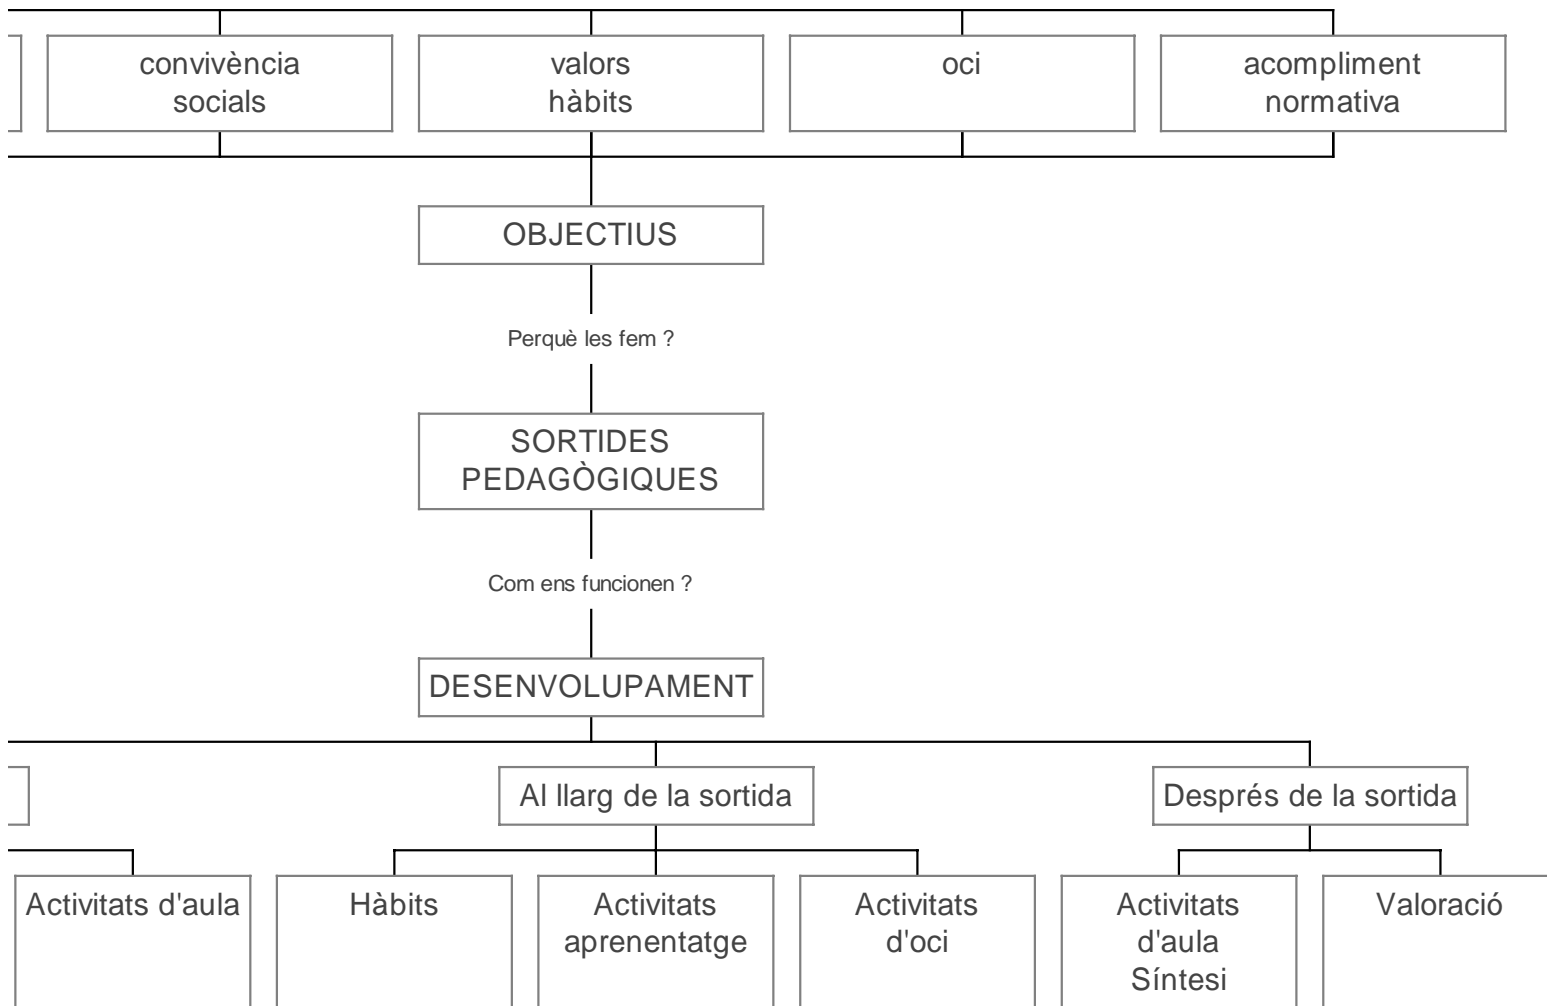 convivència
socials
valors
hàbits
oci
acompliment
normativa
OBJECTIUS
Perquè les fem ?
SORTIDES
PEDAGÒGIQUES
Com ens funcionen ?
DESENVOLUPAMENT
Al llarg de la sortida
Després de la sortida
Activitats d'aula
Hàbits
Activitats
aprenentatge
Activitats
d'oci
Activitats
d'aula
Síntesi
Valoració